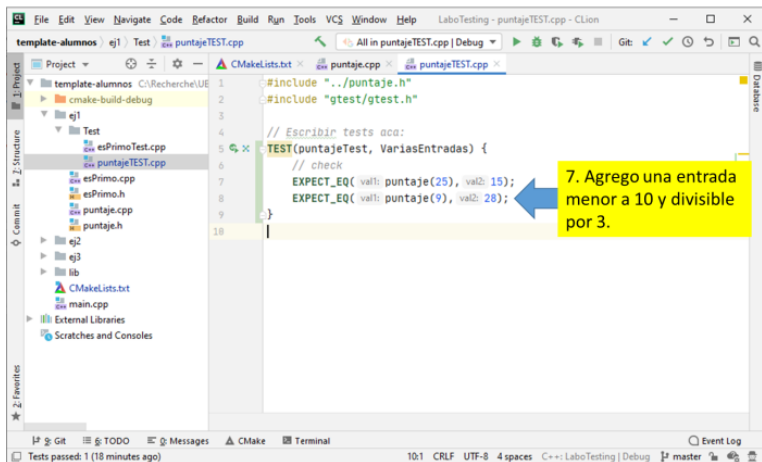 File Edit View Navigate Code Refactor Build Run Tools VCS Window Help LaboTesting - puntajeTEST.cpp - CLion
template-alumnos ej1 Test puntajeTEST.cpp All in puntajeTEST.cpp | Debug Git:
Project CMakeLists.txt puntaje.cpp puntajeTEST.cpp
1: Project
2: Structure
Commit
2: Favorites
Database
template-alumnos C:\Recherche\UE
cmake-build-debug
ej1
Test
esPrimoTest.cpp
puntajeTEST.cpp
esPrimo.cpp
esPrimo.h
puntaje.cpp
puntaje.h
ej2
ej3
lib
CMakeLists.txt
main.cpp
External Libraries
Scratches and Consoles
1 #include "../puntaje.h"
2 #include "gtest/gtest.h"
3
4 // Escribir tests aca:
5 TEST(puntajeTest, VariasEntradas) {
6 // check
7 EXPECT_EQ( val1: puntaje(25), val2: 15);
8 EXPECT_EQ( val1: puntaje(9), val2: 28);
9 }
10
7. Agrego una entrada
menor a 10 y divisible
por 3.
9: Git 6: TODO 0: Messages CMake Terminal Event Log
Tests passed: 1 (18 minutes ago) 10:1 CRLF UTF-8 4 spaces C++: LaboTesting | Debug master